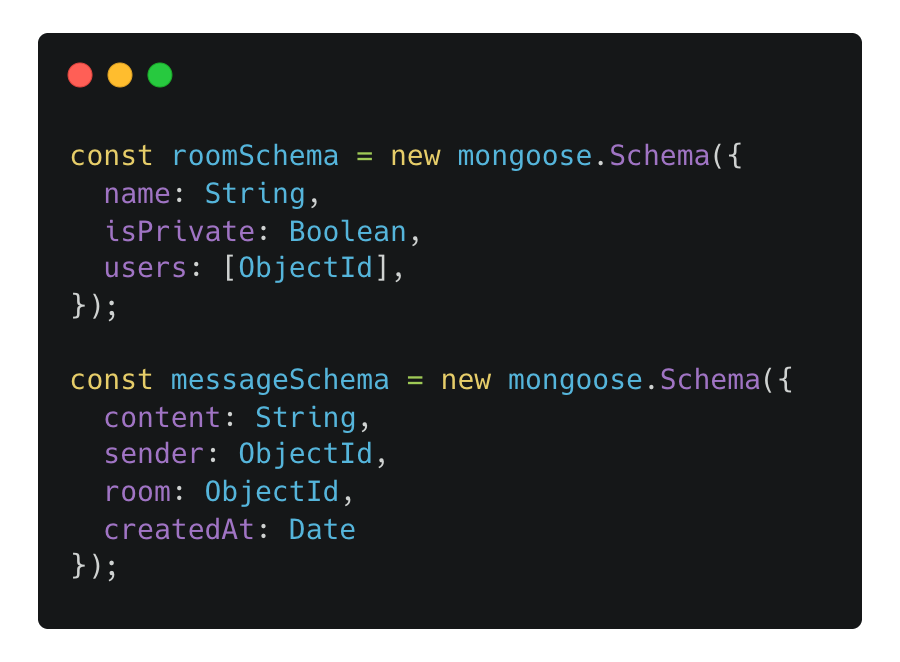 const roomSchema = new mongoose.Schema({
  name: String,
  isPrivate: Boolean,
  users: [ObjectId],
});

const messageSchema = new mongoose.Schema({
  content: String,
  sender: ObjectId,
  room: ObjectId,
  createdAt: Date
});